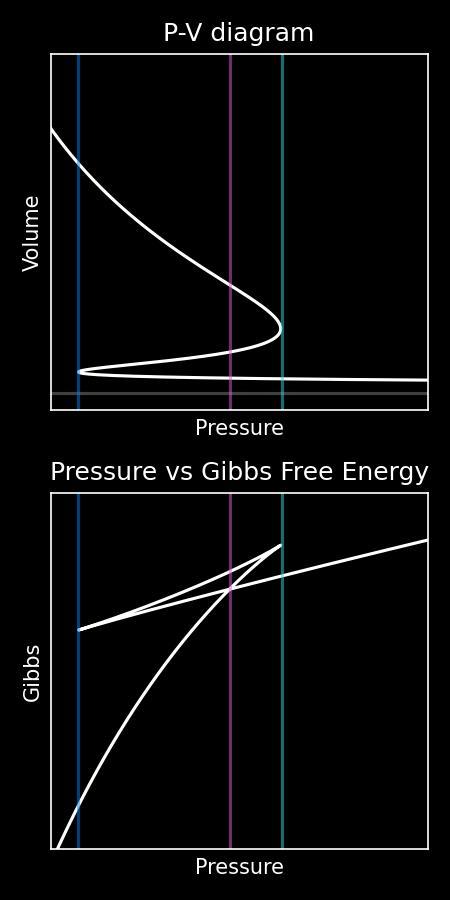 P-V diagram
Volume
Pressure
Pressure vs Gibbs Free Energy
Gibbs
Pressure